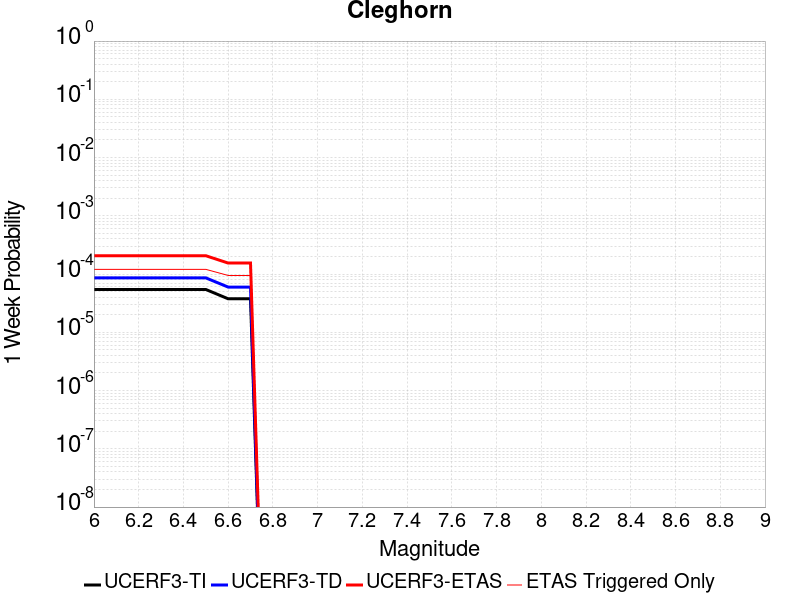 Cleghorn
10^0
10^-1
10^-2
10^-3
10^-4
10^-5
10^-6
10^-7
10^-8
1 Week Probability
6 6.2 6.4 6.6 6.8 7 7.2 7.4 7.6 7.8 8 8.2 8.4 8.6 8.8 9
Magnitude
UCERF3-TI UCERF3-TD UCERF3-ETAS ETAS Triggered Only